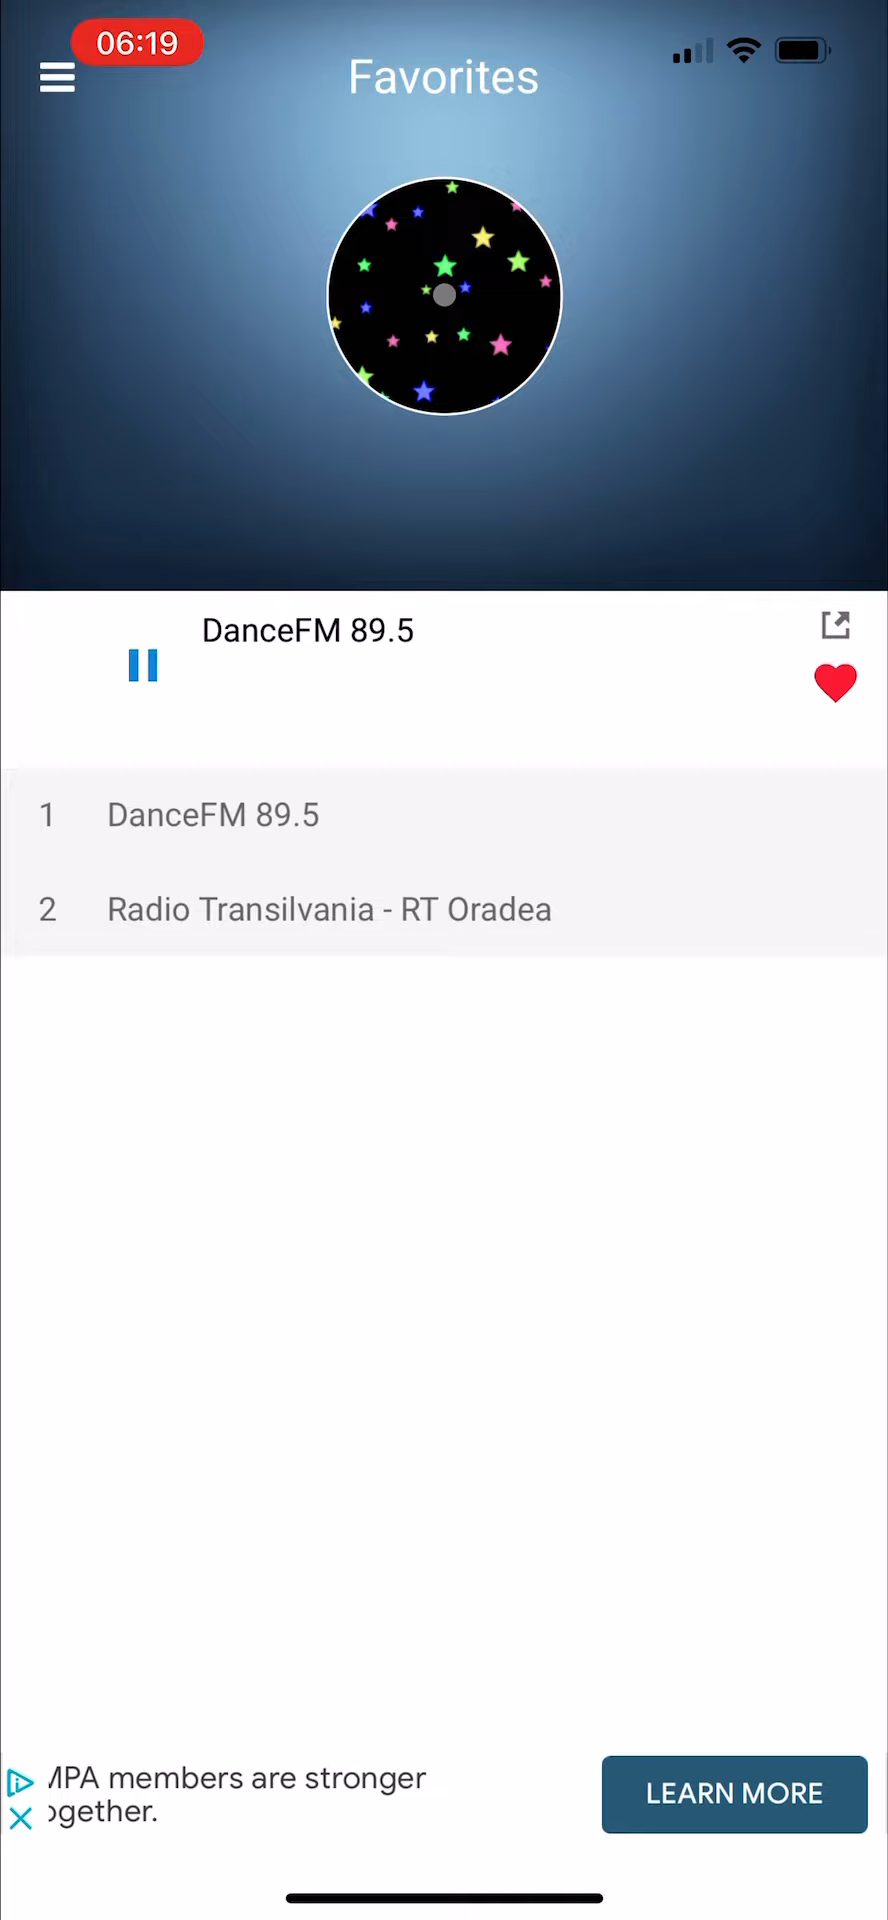 06:19
Favorites
DanceFM 89.5
1 DanceFM 89.5
2 Radio Transilvania - RT Oradea
members are stronger
LEARN MORE